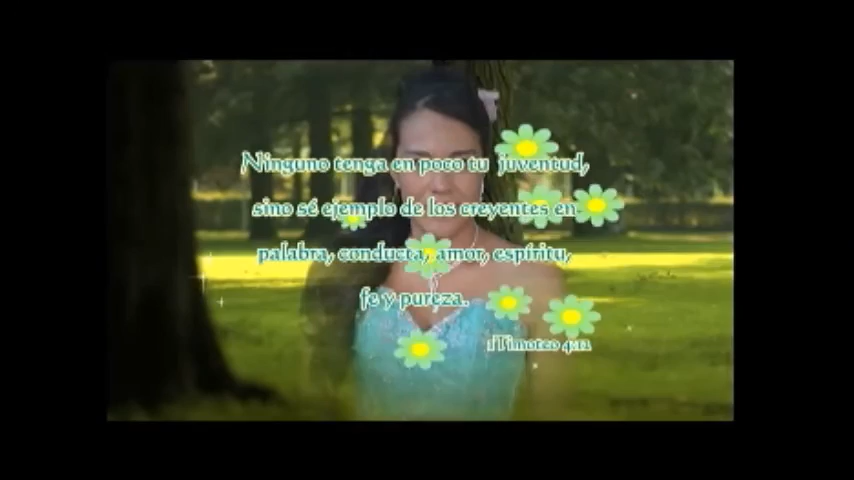 Ninguno tenga en poco tu juventud,
sino sé ejemplo de los creyentes en
palabra, conducta, amor, espíritu,
fe y pureza.
1Timoteo 4:12